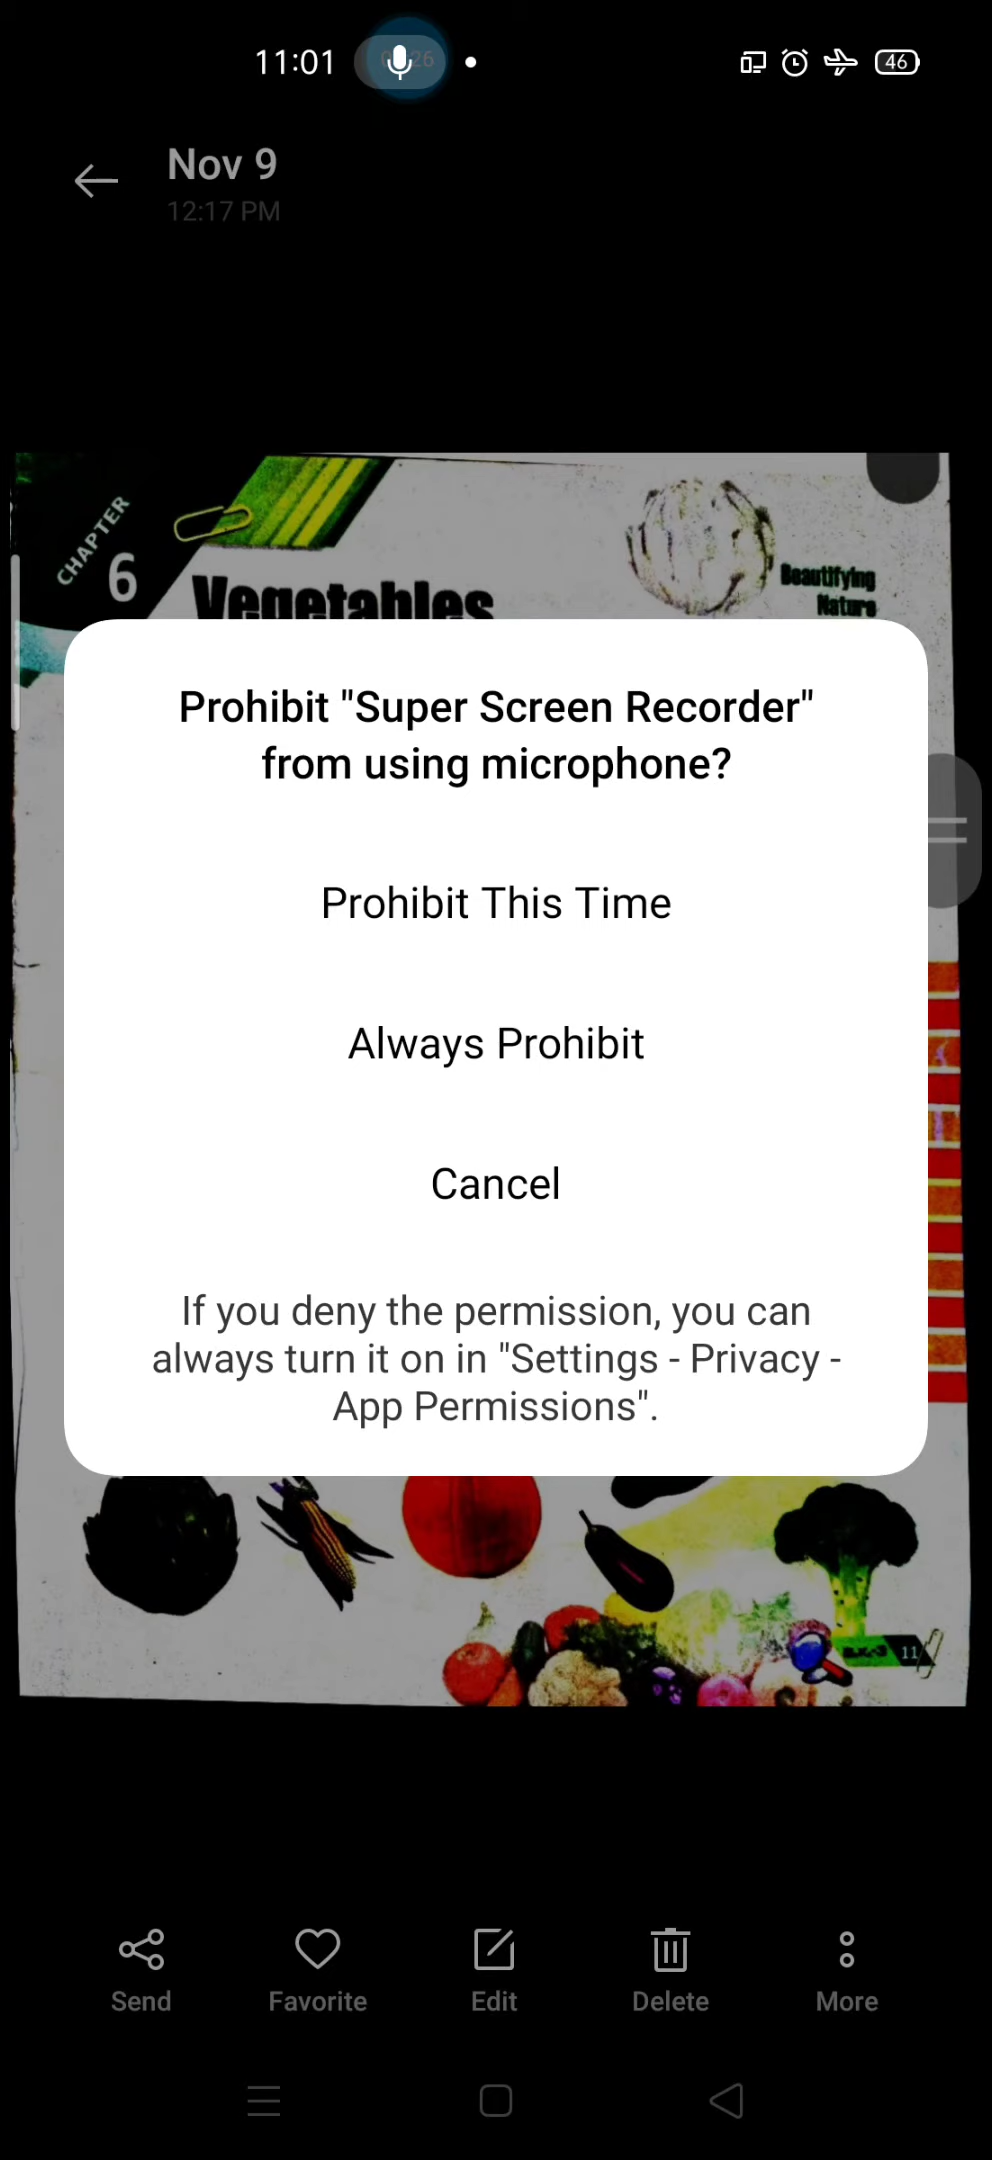 11:01
46
Nov 9
12:17 PM
CHAPTER
6
Vegetables
Beautifying
Nature
Prohibit "Super Screen Recorder"
from using microphone?
Prohibit This Time
Always Prohibit
Cancel
If you deny the permission, you can
always turn it on in "Settings - Privacy -
App Permissions".
11
Send
Favorite
Edit
Delete
More